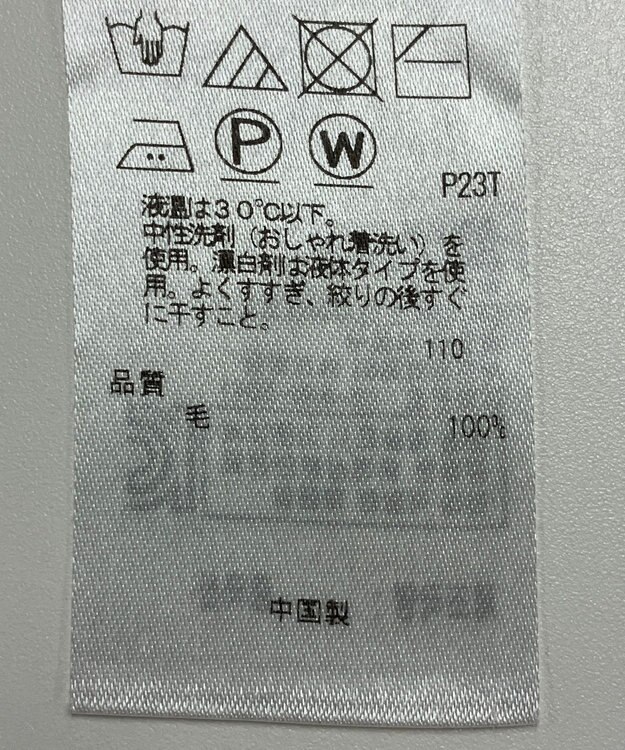 P W
P23T
液温は30℃以下。
中性洗剤（おしゃれ着洗い）を
使用。漂白剤は液体タイプを使
用。よくすすぎ、絞りの後すぐ
に干すこと。
110
品質
毛 100%
中国製